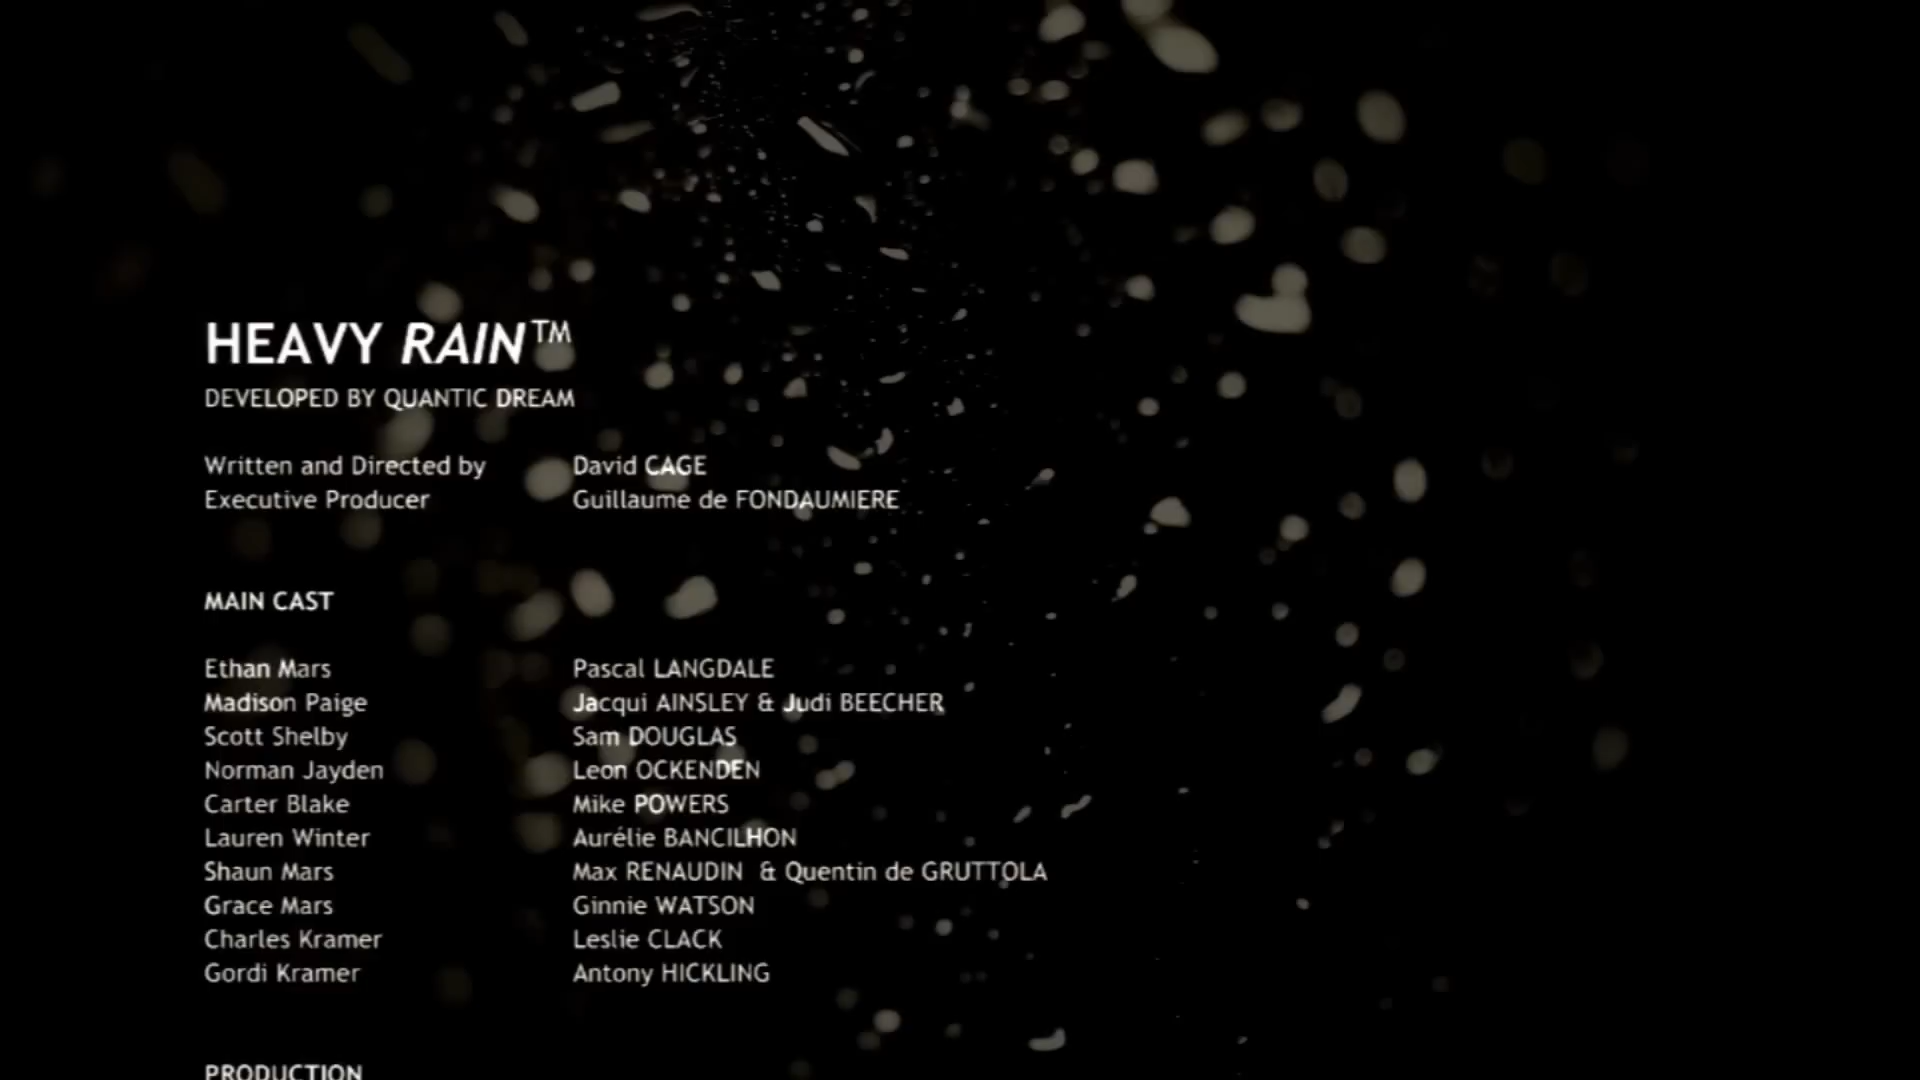 HEAVY RAIN™
DEVELOPED BY QUANTIC DREAM
Written and Directed by David CAGE
Executive Producer Guillaume de FONDAUMIERE
MAIN CAST
Ethan Mars Pascal LANGDALE
Madison Paige Jacqui AINSLEY & Judi BEECHER
Scott Shelby Sam DOUGLAS
Norman Jayden Leon OCKENDEN
Carter Blake Mike POWERS
Lauren Winter Aurélie BANCILHON
Shaun Mars Max RENAUDIN & Quentin de GRUTTOLA
Grace Mars Ginnie WATSON
Charles Kramer Leslie CLACK
Gordi Kramer Antony HICKLING
PRODUCTION